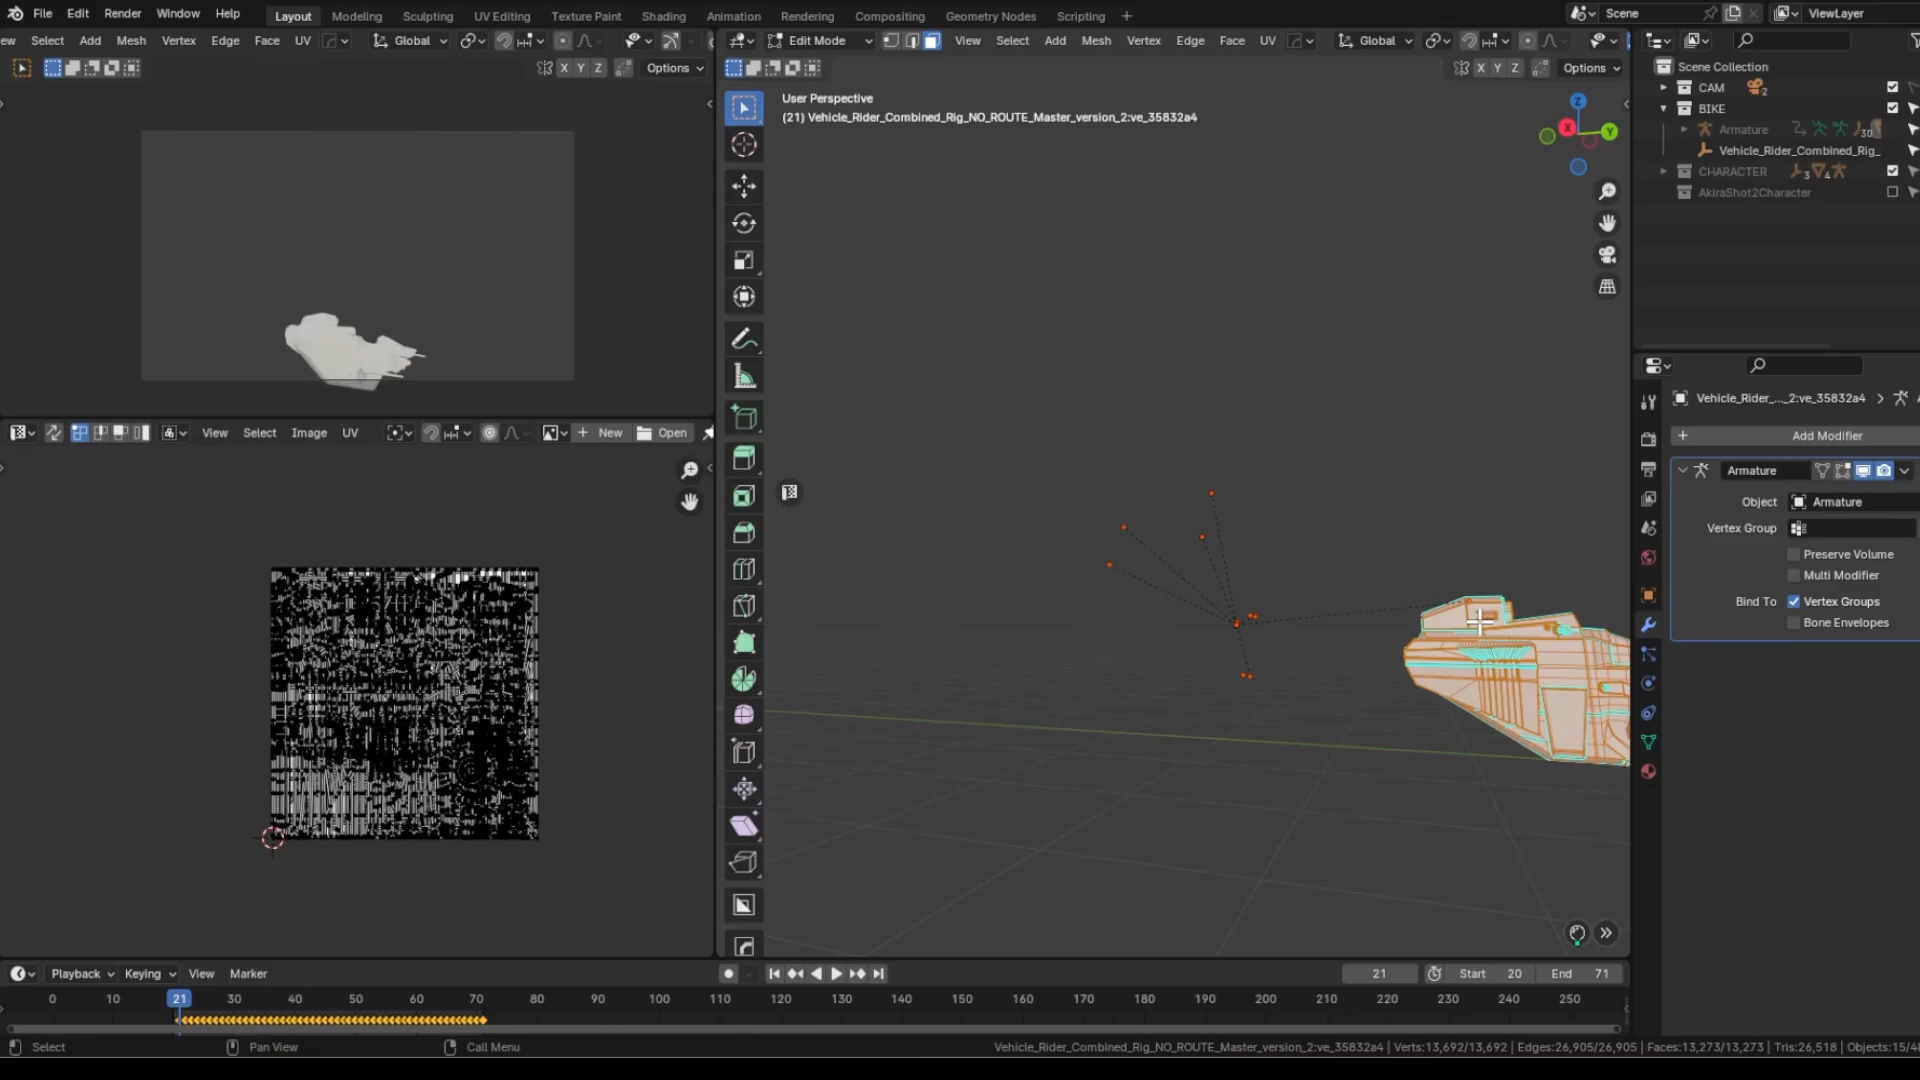 File Edit Render Window Help Layout Modeling Sculpting UV Editing Texture Paint Shading Animation Rendering Compositing Geometry Nodes Scripting + Scene ViewLayer
ew Select Add Mesh Vertex Edge Face UV Global
Edit Mode View Select Add Mesh Vertex Edge Face UV Global
X Y Z Options
X Y Z Options
User Perspective
(21) Vehicle_Rider_Combined_Rig_NO_ROUTE_Master_version_2:ve_35832a4
Z
X
Y
Scene Collection
CAM 2
BIKE
Armature 30
Vehicle_Rider_Combined_Rig_
CHARACTER 3 4
AkiraShot2Character
Vehicle_Rider_..._2:ve_35832a4 >
+ Add Modifier
Armature
Object Armature
Vertex Group
Preserve Volume
Multi Modifier
Bind To Vertex Groups
Bone Envelopes
View Select Image UV + New Open
Playback Keying View Marker
21 Start 20 End 71
0 10 21 30 40 50 60 70 80 90 100 110 120 130 140 150 160 170 180 190 200 210 220 230 240 250
Select Pan View Call Menu
Vehicle_Rider_Combined_Rig_NO_ROUTE_Master_version_2:ve_35832a4 | Verts:13,692/13,692 | Edges:26,905/26,905 | Faces:13,273/13,273 | Tris:26,518 | Objects:15/4